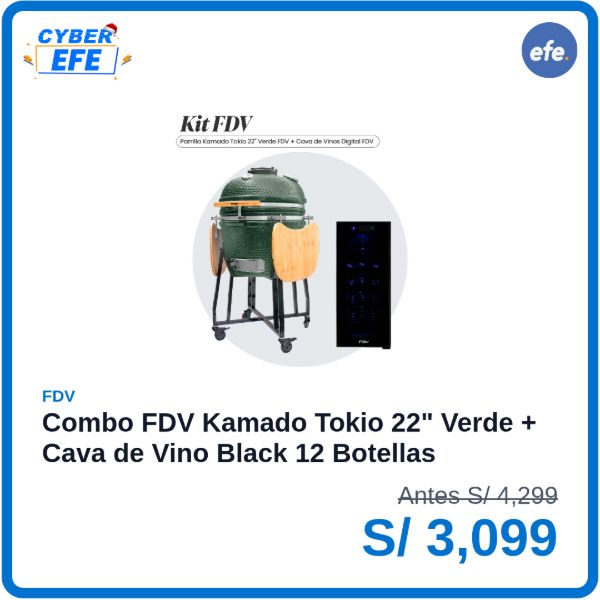 CYBER
EFE
efe.
Kit FDV
Parrilla Kamado Tokio 22" Verde FDV + Cava de Vinos Digital FDV
FDV
FDV
Combo FDV Kamado Tokio 22" Verde +
Cava de Vino Black 12 Botellas
Antes S/ 4,299
S/ 3,099